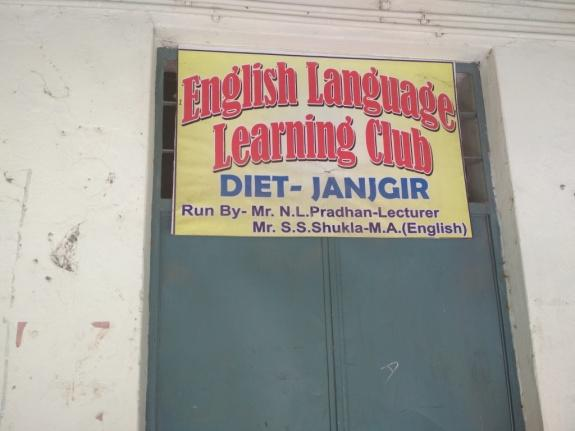 English Language
Learning Club
DIET- JANJGIR
Run By- Mr. N.L.Pradhan-Lecturer
Mr. S.S.Shukla-M.A.(English)